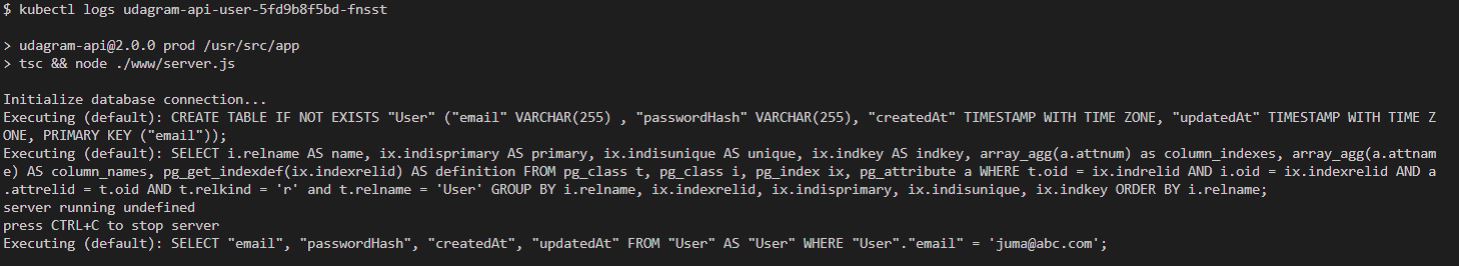 $ kubectl logs udagram-api-user-5fd9b8f5bd-fnsst
> udagram-api@2.0.0 prod /usr/src/app
> tsc && node ./www/server.js
Initialize database connection...
Executing (default): CREATE TABLE IF NOT EXISTS "User" ("email" VARCHAR(255) , "passwordHash" VARCHAR(255), "createdAt" TIMESTAMP WITH TIME ZONE, "updatedAt" TIMESTAMP WITH TIME Z
ONE, PRIMARY KEY ("email"));
Executing (default): SELECT i.relname AS name, ix.indisprimary AS primary, ix.indisunique AS unique, ix.indkey AS indkey, array_agg(a.attnum) as column_indexes, array_agg(a.attnam
e) AS column_names, pg_get_indexdef(ix.indexrelid) AS definition FROM pg_class t, pg_class i, pg_index ix, pg_attribute a WHERE t.oid = ix.indrelid AND i.oid = ix.indexrelid AND a
.attrelid = t.oid AND t.relkind = 'r' and t.relname = 'User' GROUP BY i.relname, ix.indexrelid, ix.indisprimary, ix.indisunique, ix.indkey ORDER BY i.relname;
server running undefined
press CTRL+C to stop server
Executing (default): SELECT "email", "passwordHash", "createdAt", "updatedAt" FROM "User" AS "User" WHERE "User"."email" = 'juma@abc.com';